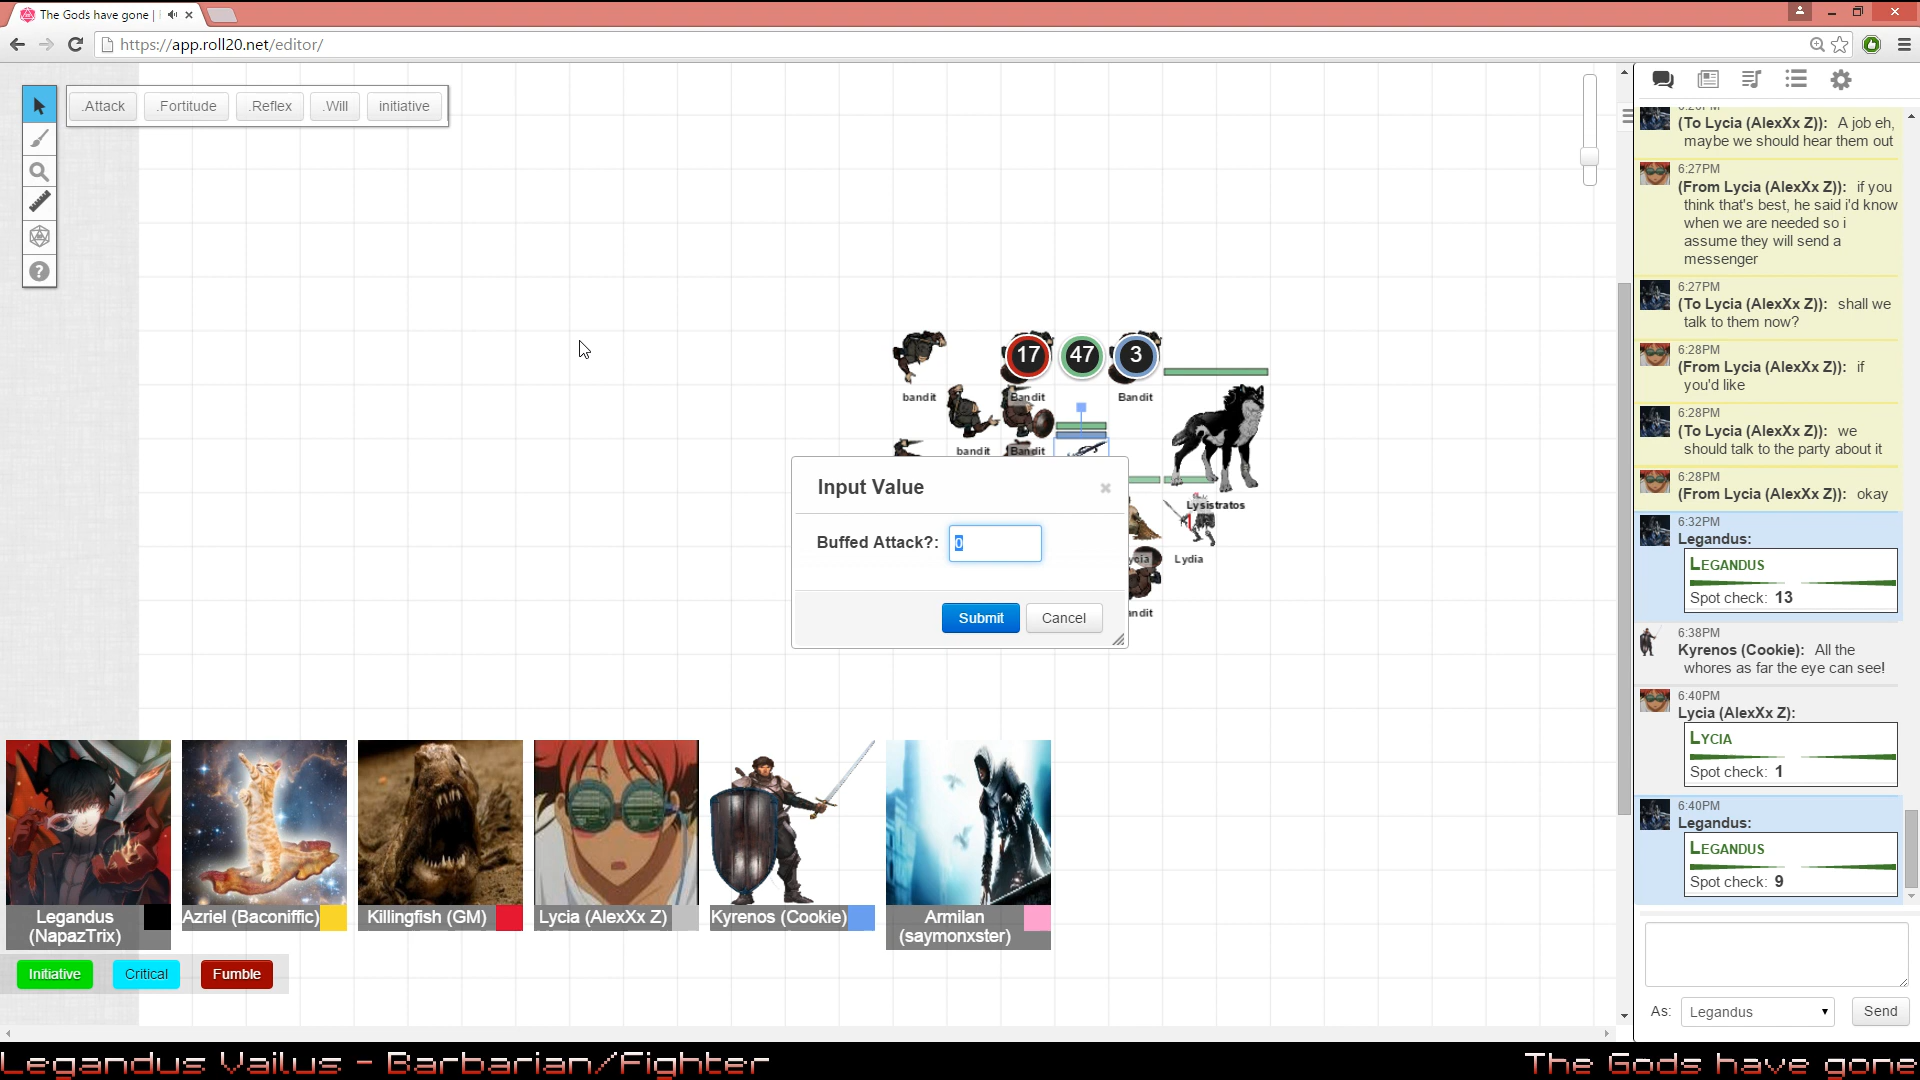 The Gods have gone |
https://app.roll20.net/editor/
.Attack
.Fortitude
.Reflex
.Will
initiative
17
47
3
bandit
Bandit
Bandit
bandit
Bandit
Lysistratos
Lydia
ycia
ndit
Input Value
Buffed Attack?: 0
Submit
Cancel
(To Lycia (AlexXx Z)): A job eh,
maybe we should hear them out
6:27PM
(From Lycia (AlexXx Z)): if you
think that's best, he said i'd know
when we are needed so i
assume they will send a
messenger
6:27PM
(To Lycia (AlexXx Z)): shall we
talk to them now?
6:28PM
(From Lycia (AlexXx Z)): if
you'd like
6:28PM
(To Lycia (AlexXx Z)): we
should talk to the party about it
6:28PM
(From Lycia (AlexXx Z)): okay
6:32PM
Legandus:
LEGANDUS
Spot check: 13
6:38PM
Kyrenos (Cookie): All the
whores as far the eye can see!
6:40PM
Lycia (AlexXx Z):
LYCIA
Spot check: 1
6:40PM
Legandus:
LEGANDUS
Spot check: 9
As: Legandus
Send
Legandus
(NapazTrix)
Azriel (Baconiffic)
Killingfish (GM)
Lycia (AlexXx Z)
Kyrenos (Cookie)
Armilan
(saymonxster)
Initiative
Critical
Fumble
Legandus Vailus - Barbarian/Fighter
The Gods have gone